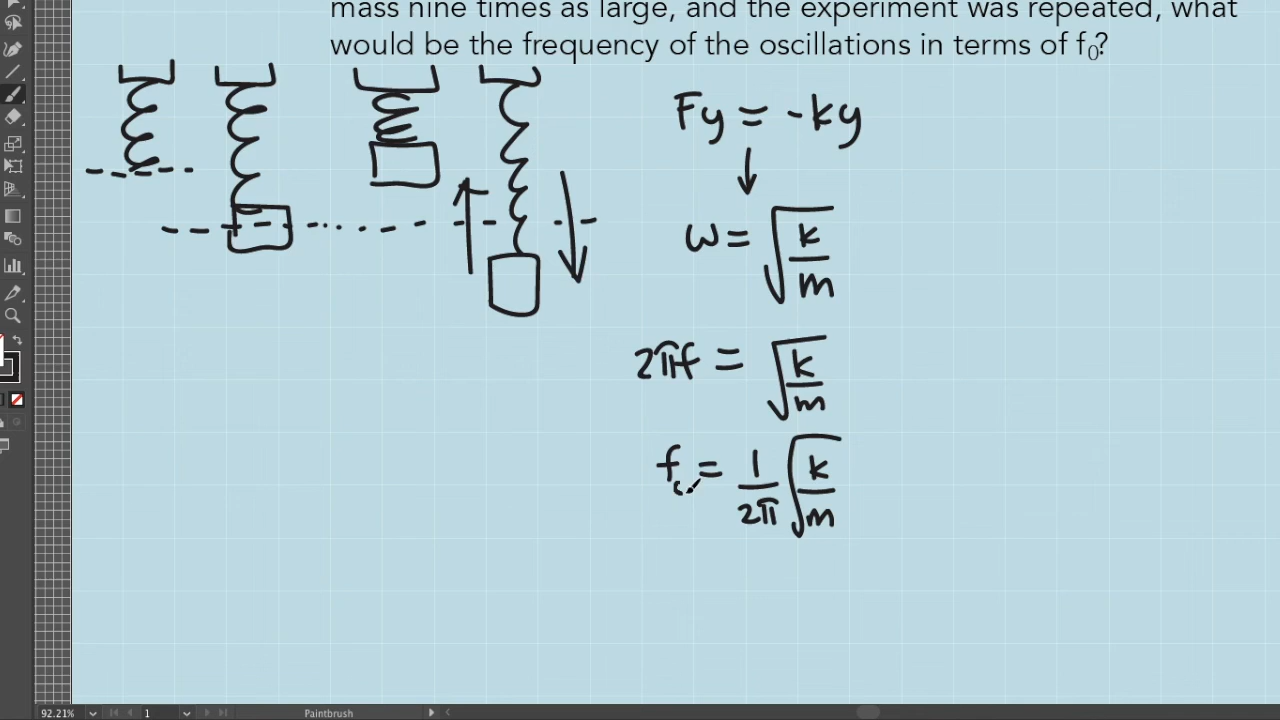 mass nine times as large, and the experiment was repeated, what
would be the frequency of the oscillations in terms of f₀?
Fy = -ky
ω = √(k/m)
2πf = √(k/m)
f₀ = 1/2π √(k/m)
92.21%
1
Paintbrush